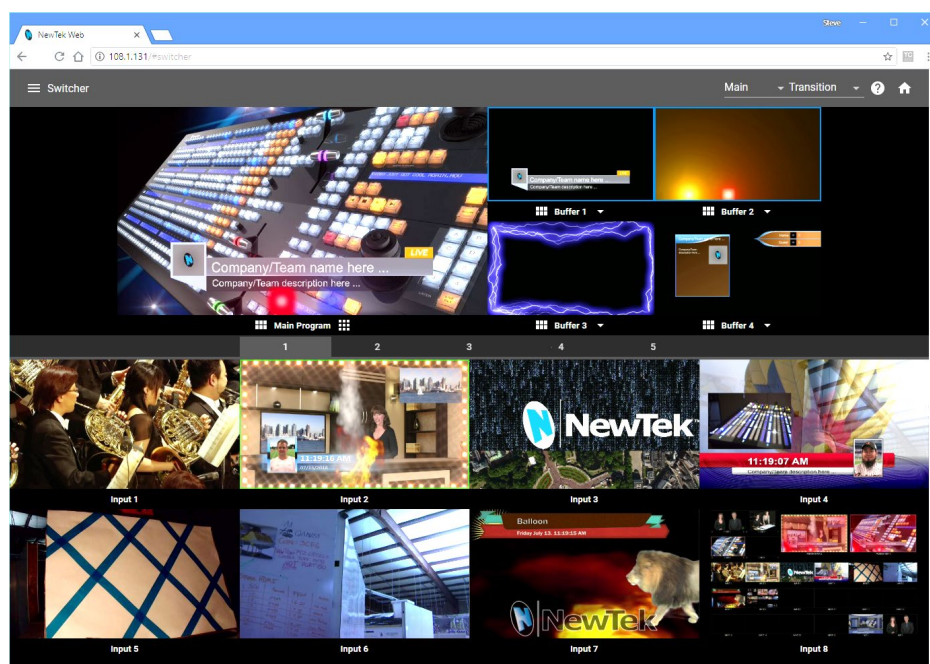 Steve
NewTek Web
108.1.131/#switcher
Switcher
Main
Transition
LIVE
Company/Team name here ...
Company/Team description here ...
LIVE
Company/Team name here ...
Company/Team description here ...
Buffer 1
Buffer 2
Main Program
Buffer 3
Buffer 4
1 2 3 4 5
11:19:16 AM
NewTek
11:19:07 AM
Input 1
Input 2
Input 3
Input 4
Balloon
Friday July 13. 11:19:15 AM
NewTek
Input 5
Input 6
Input 7
Input 8